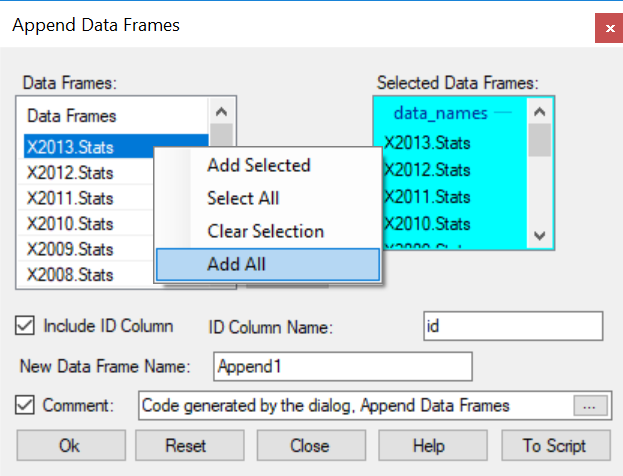 Append Data Frames
x
Data Frames:
Selected Data Frames:
Data Frames
X2013.Stats
X2012.Stats
X2011.Stats
X2010.Stats
X2009.Stats
X2008.Stats
data_names
X2013.Stats
X2012.Stats
X2011.Stats
X2010.Stats
X2009.Stats
Add Selected
Select All
Clear Selection
Add All
Include ID Column
ID Column Name:
id
New Data Frame Name:
Append1
Comment:
Code generated by the dialog, Append Data Frames
...
Ok
Reset
Close
Help
To Script